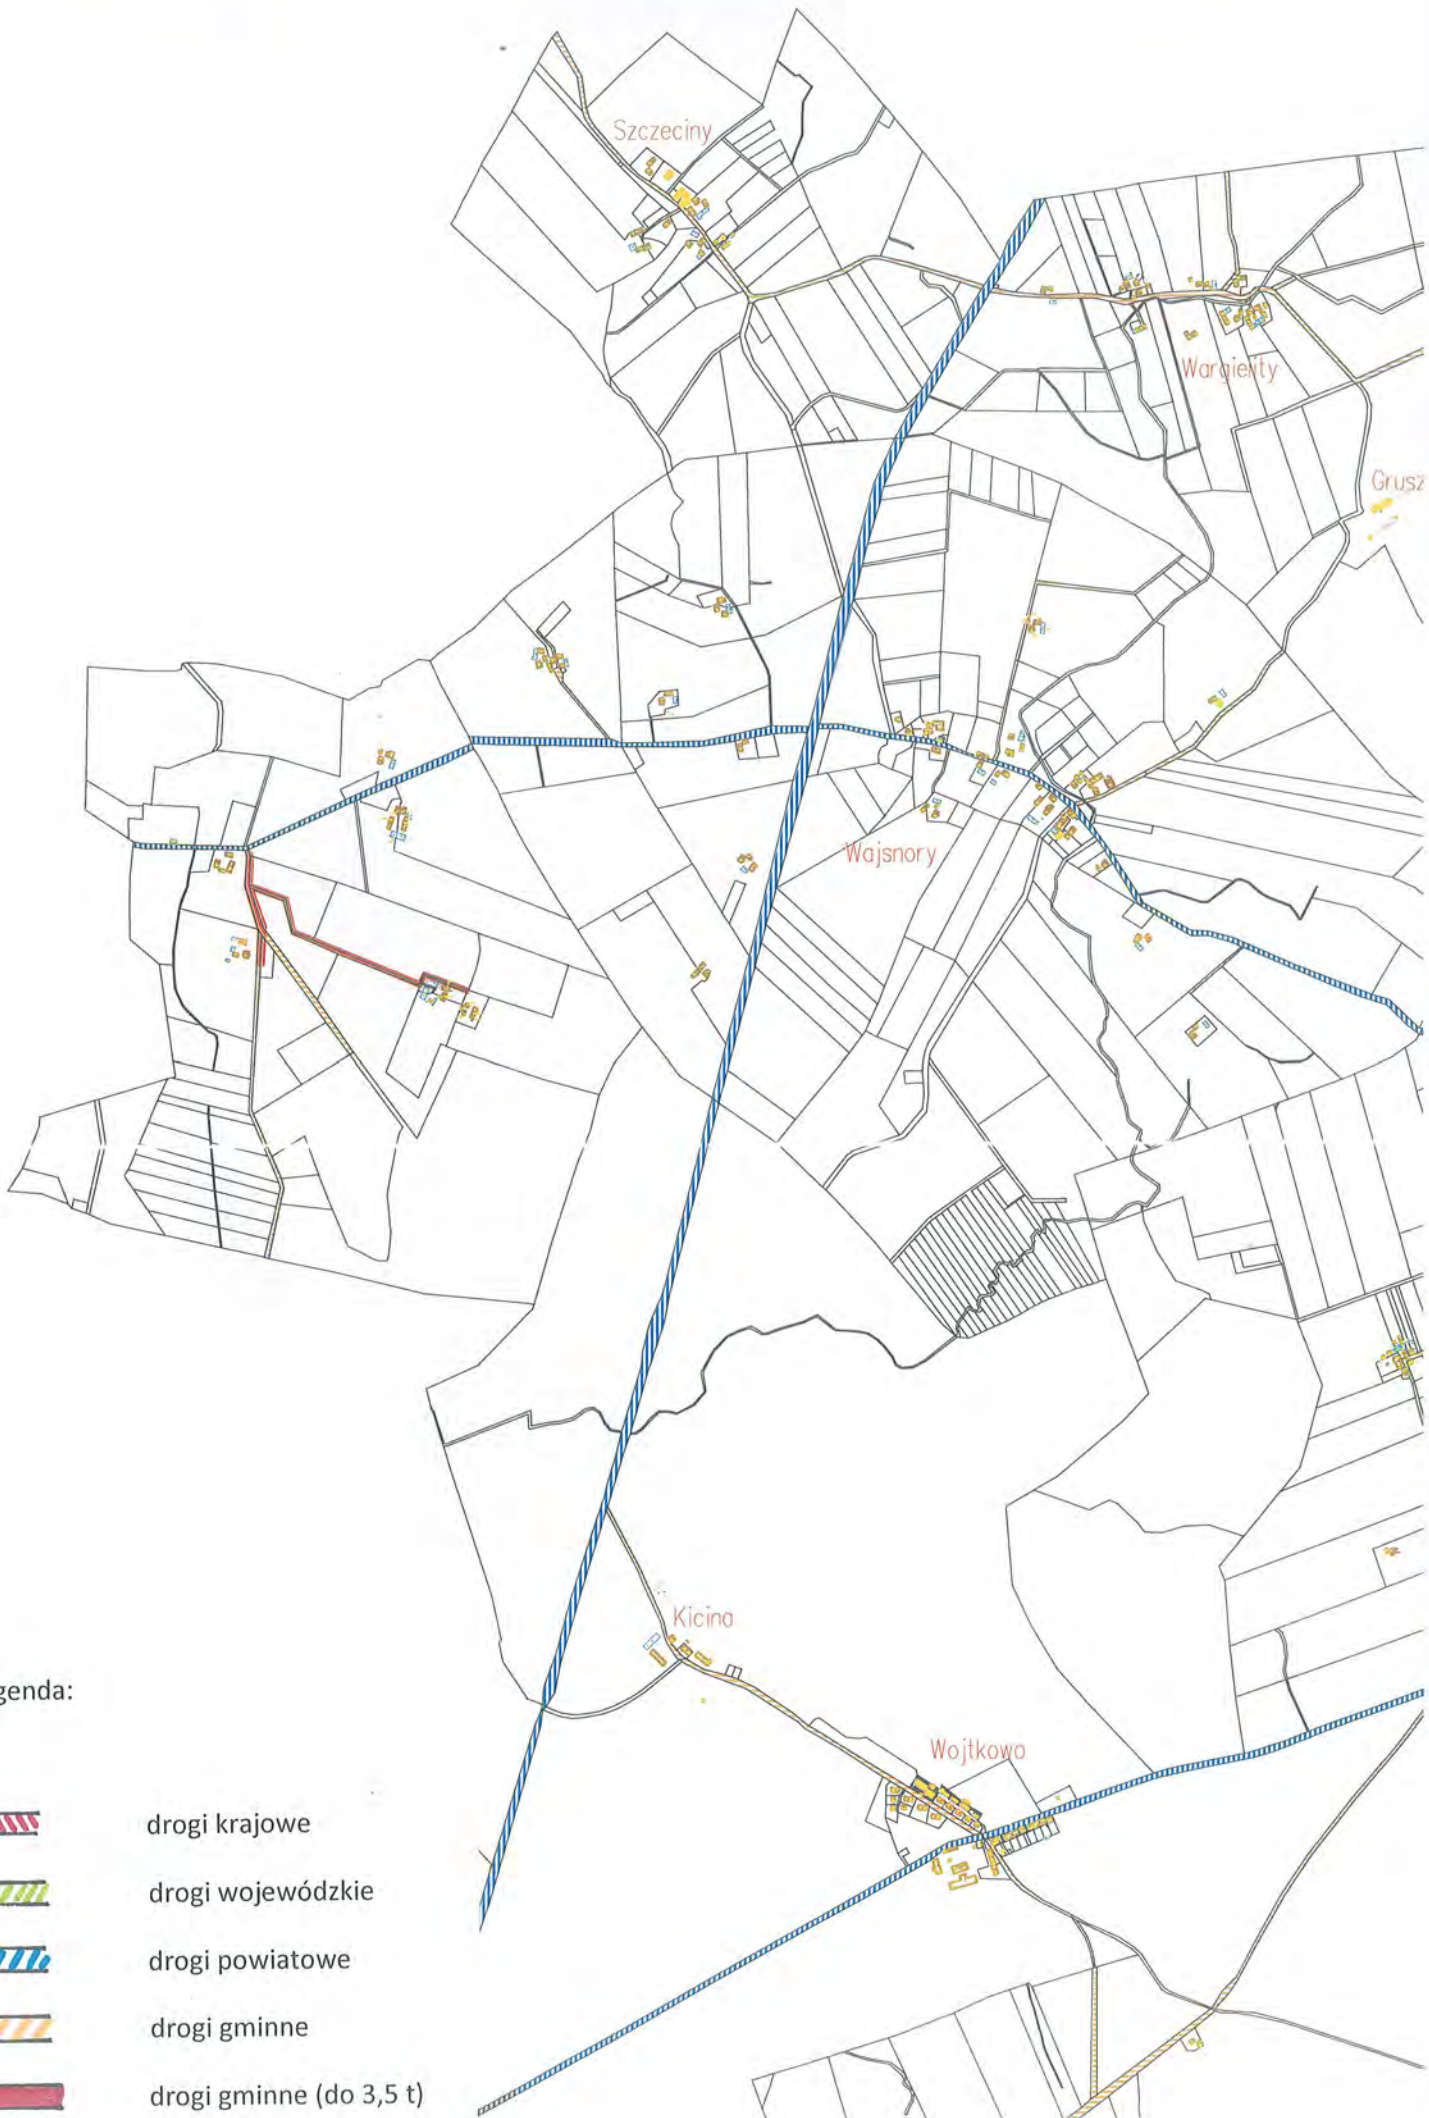 Szczeciny
Wargienty
Grusz
Wajsnory
Kicina
Wojtkowo
genda:
drogi krajowe
drogi wojewódzkie
drogi powiatowe
drogi gminne
drogi gminne (do 3,5 t)